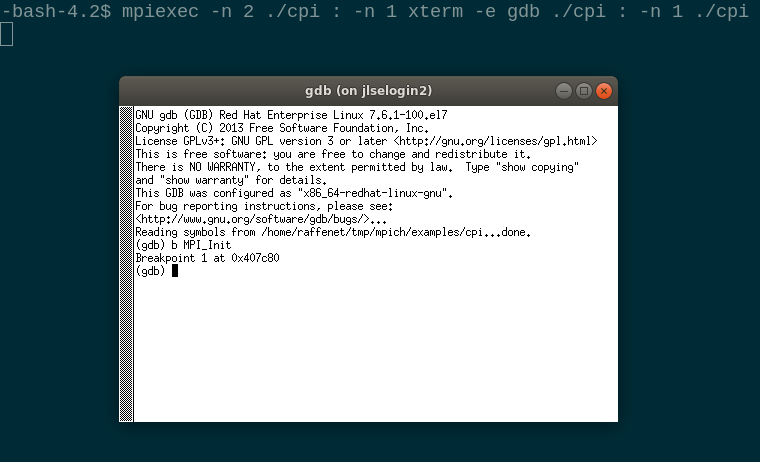 -bash-4.2$ mpiexec -n 2 ./cpi : -n 1 xterm -e gdb ./cpi : -n 1 ./cpi
gdb (on jlselogin2)
GNU gdb (GDB) Red Hat Enterprise Linux 7.6.1-100.el7
Copyright (C) 2013 Free Software Foundation, Inc.
License GPLv3+: GNU GPL version 3 or later <http://gnu.org/licenses/gpl.html>
This is free software: you are free to change and redistribute it.
There is NO WARRANTY, to the extent permitted by law.  Type "show copying"
and "show warranty" for details.
This GDB was configured as "x86_64-redhat-linux-gnu".
For bug reporting instructions, please see:
<http://www.gnu.org/software/gdb/bugs/>...
Reading symbols from /home/raffenet/tmp/mpich/examples/cpi...done.
(gdb) b MPI_Init
Breakpoint 1 at 0x407c80
(gdb)